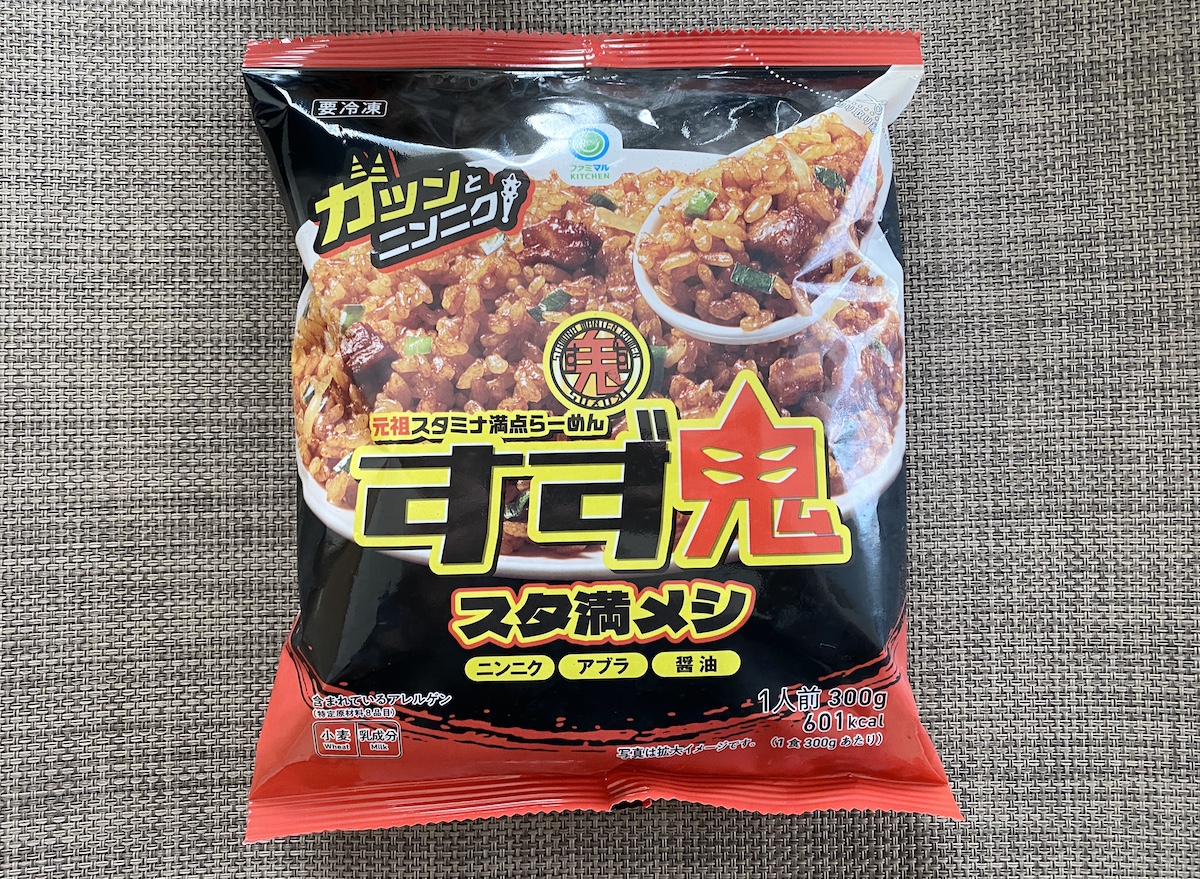 要冷凍
ファミマル
KITCHEN
ガツンと
ニンニク
STAMINA MANTEN RAMEN
鬼
SUZUKI
元祖スタミナ満点らーめん
すず鬼
スタ満メシ
ニンニク アブラ 醤油
含まれているアレルゲン
(特定原材料8品目)
小麦 乳成分
Wheat Milk
1人前 300g
601kcal
(1食300gあたり)
写真は拡大イメージです。